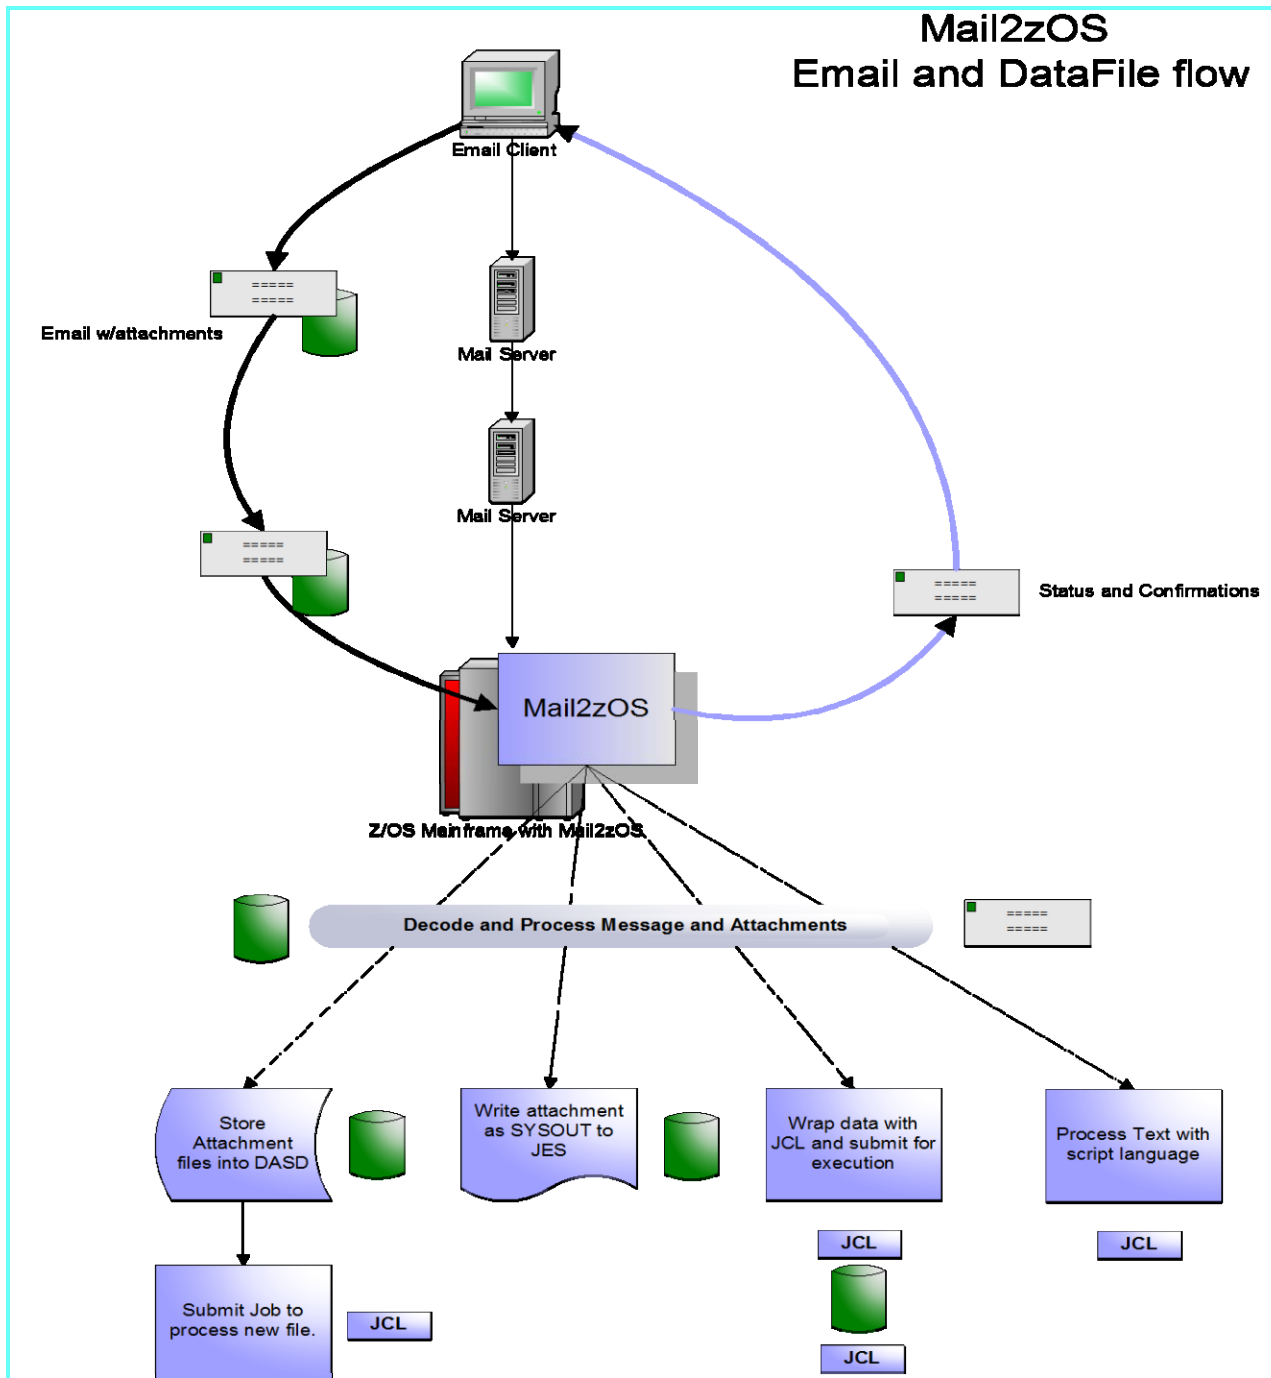 Mail2zOS
Email and DataFile flow
Email Client
=====
=====
Email w/attachments
Mail Server
Mail Server
=====
=====
=====
=====
Status and Confirmations
Mail2zOS
Z/OS Mainframe with Mail2zOS
Decode and Process Message and Attachments
=====
=====
Store
Attachment
files into DASD
Write attachment
as SYSOUT to
JES
Wrap data with
JCL and submit for
execution
Process Text with
script language
JCL
JCL
Submit Job to
process new file.
JCL
JCL